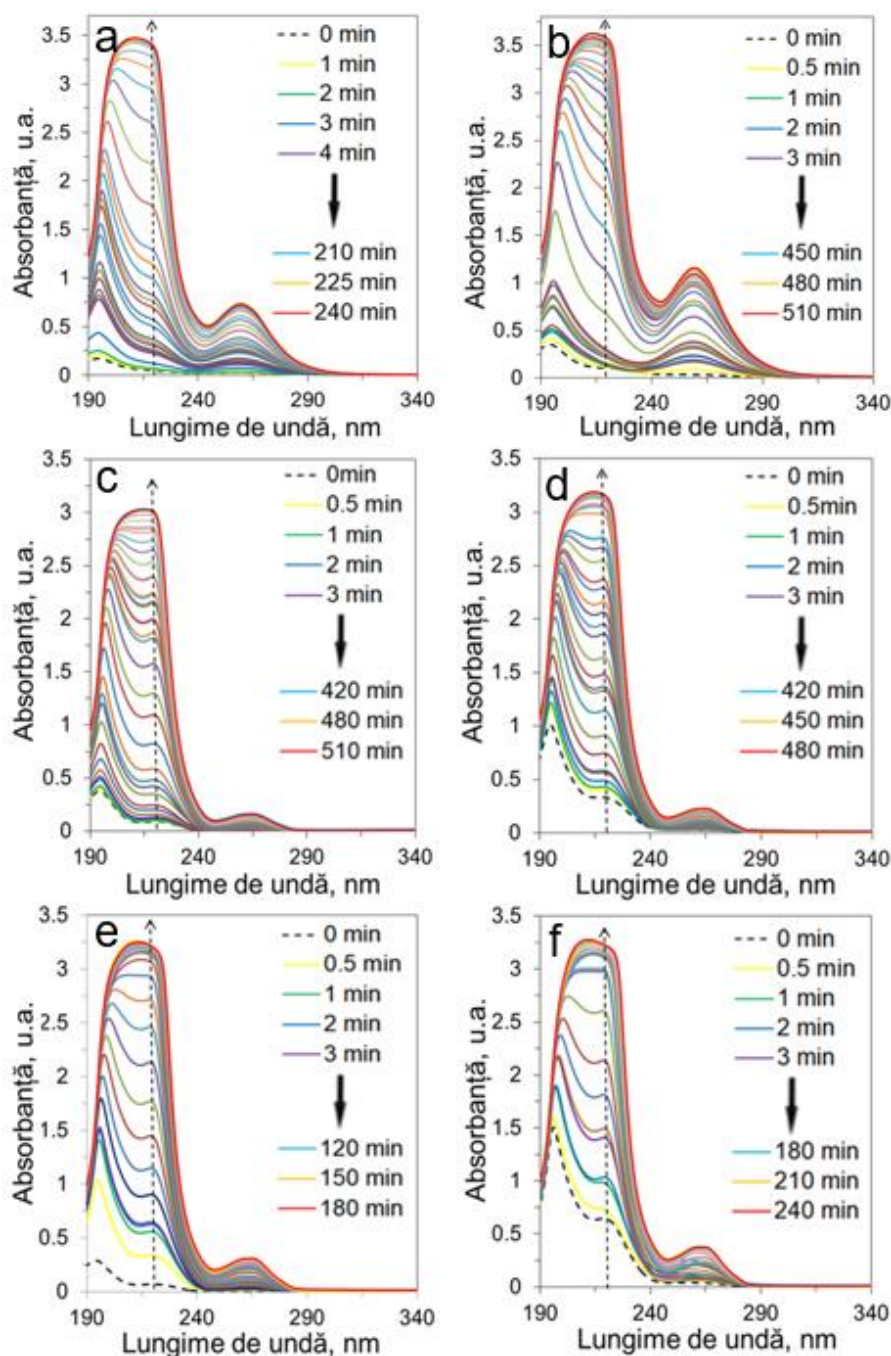 a
0 min
1 min
2 min
3 min
4 min
210 min
225 min
240 min
3.5
3
2.5
2
1.5
1
0.5
0
Absorbanță, u.a.
190 240 290 340
Lungime de undă, nm
b
0 min
0.5 min
1 min
2 min
3 min
450 min
480 min
510 min
3.5
3
2.5
2
1.5
1
0.5
0
Absorbanță, u.a.
190 240 290 340
Lungime de undă, nm
c
0min
0.5 min
1 min
2 min
3 min
420 min
480 min
510 min
3.5
3
2.5
2
1.5
1
0.5
0
Absorbanță, u.a.
190 240 290 340
Lungime de undă, nm
d
0 min
0.5min
1 min
2 min
3 min
420 min
450 min
480 min
3.5
3
2.5
2
1.5
1
0.5
0
Absorbanță, u.a.
190 240 290 340
Lungime de undă, nm
e
0 min
0.5 min
1 min
2 min
3 min
120 min
150 min
180 min
3.5
3
2.5
2
1.5
1
0.5
0
Absorbanță, u.a.
190 240 290 340
Lungime de undă, nm
f
0 min
0.5 min
1 min
2 min
3 min
180 min
210 min
240 min
3.5
3
2.5
2
1.5
1
0.5
0
Absorbanță, u.a.
190 240 290 340
Lungime de undă, nm